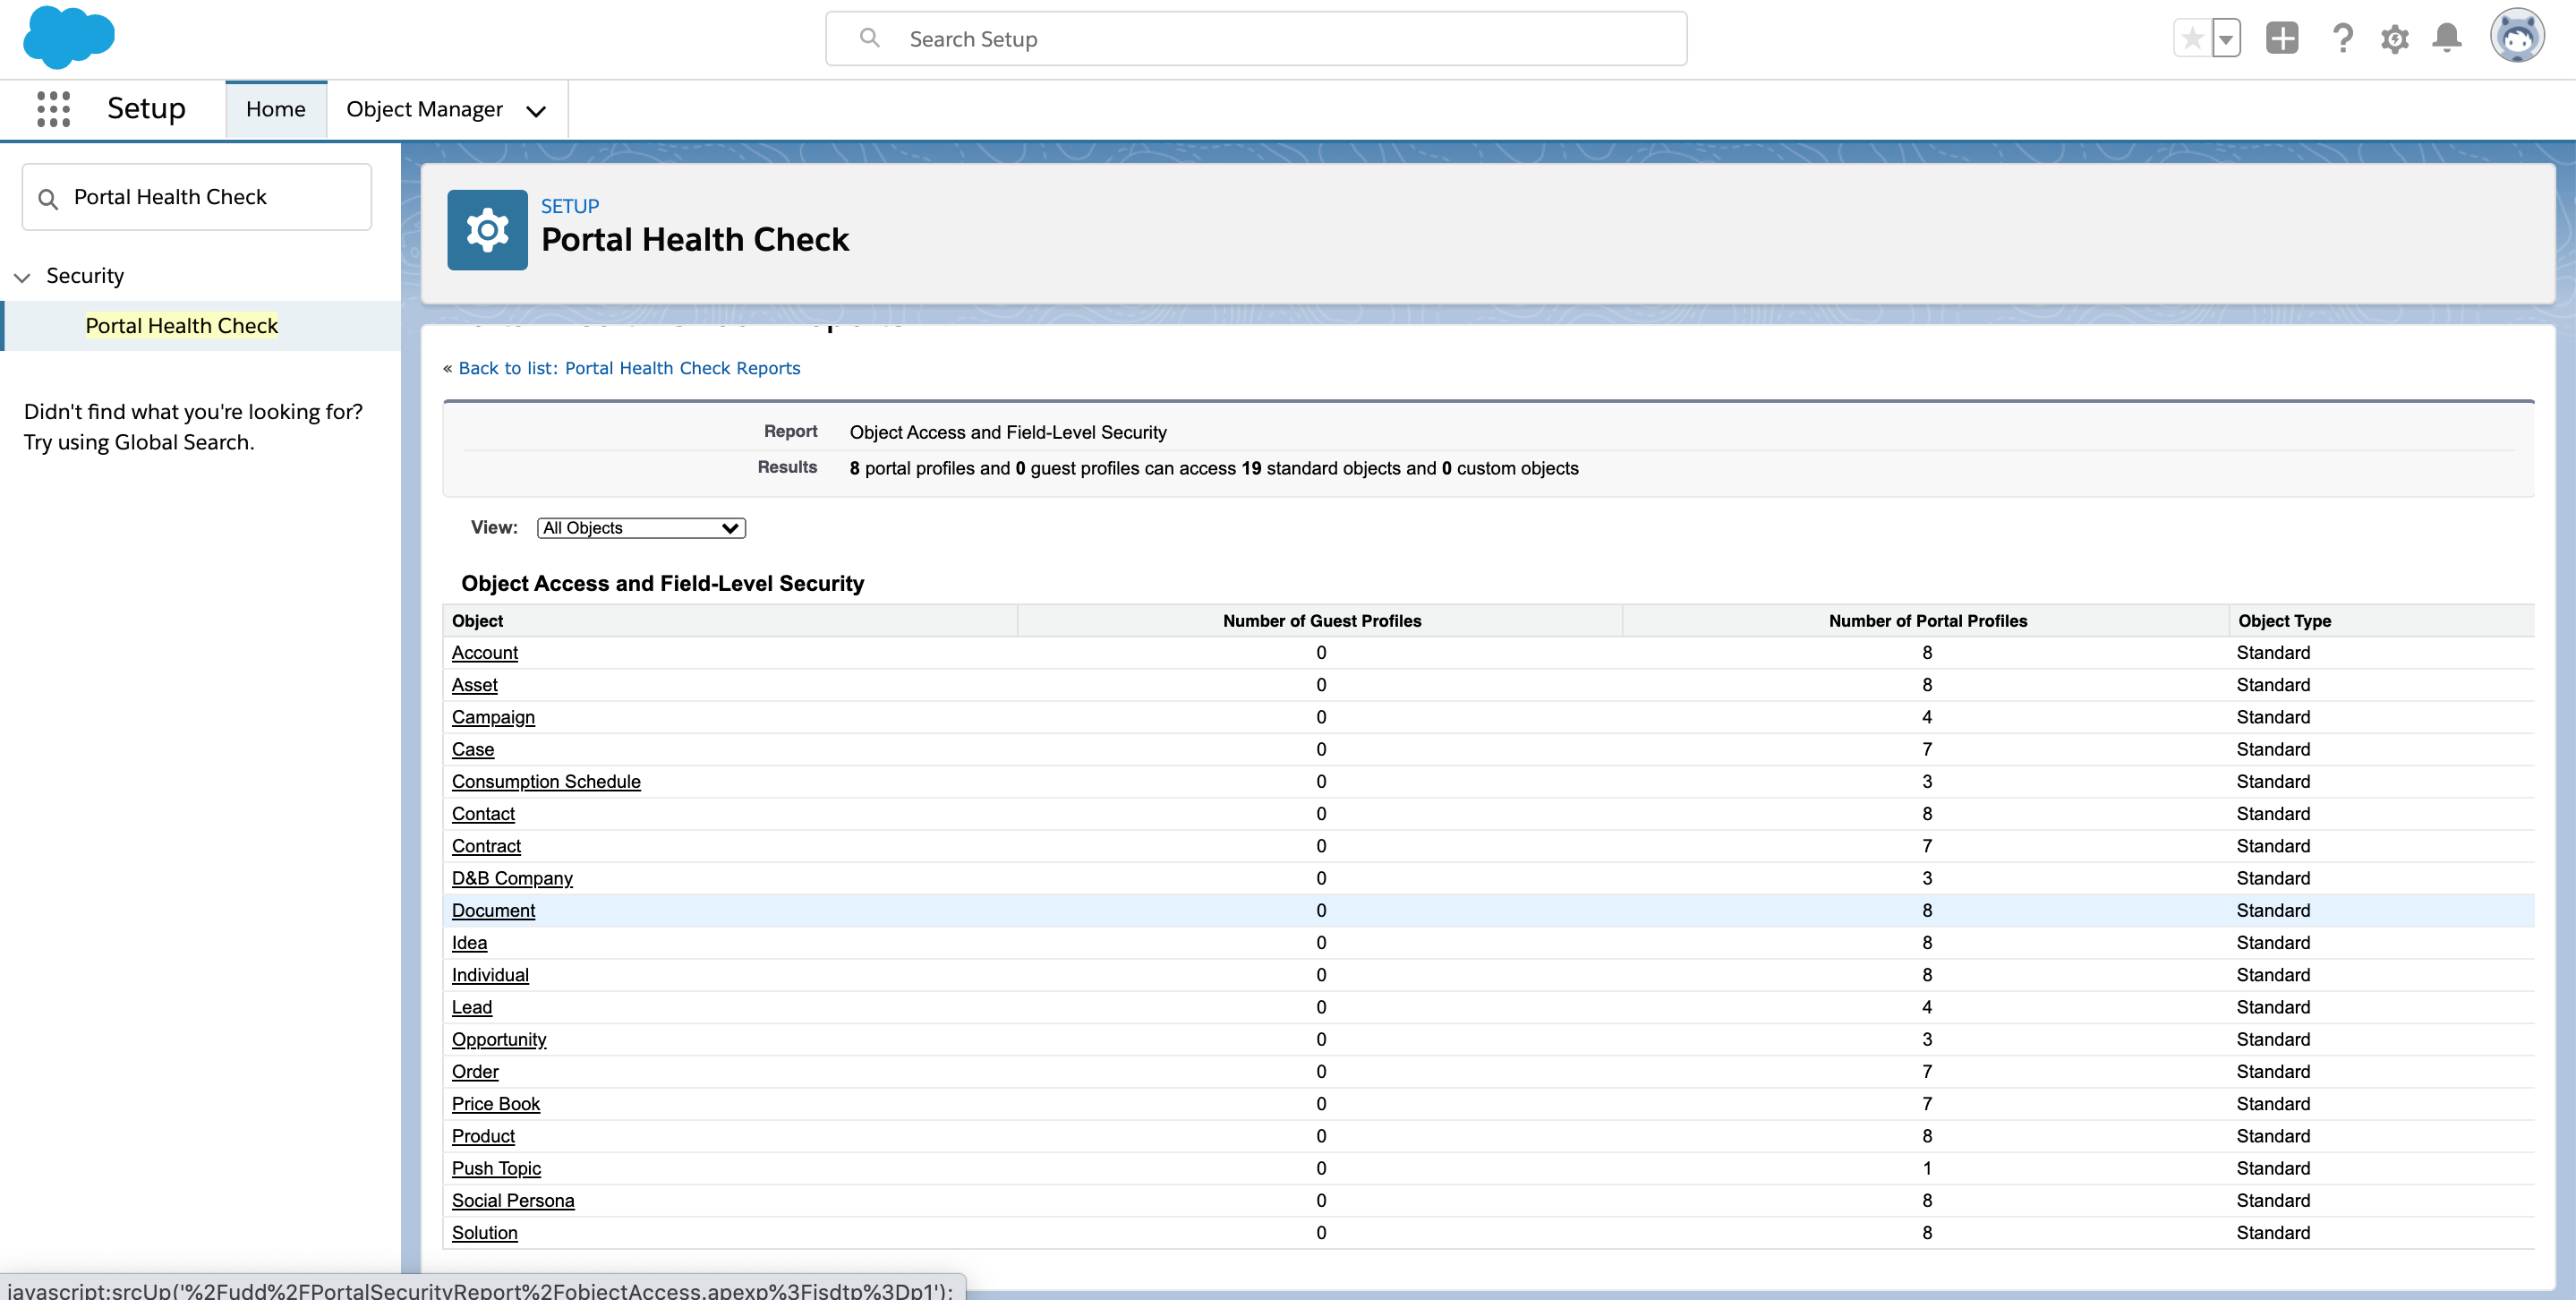 Search Setup
Setup
Home
Object Manager
Portal Health Check
Security
Portal Health Check
Didn't find what you're looking for?
Try using Global Search.
SETUP
Portal Health Check
« Back to list: Portal Health Check Reports
Report Object Access and Field-Level Security
Results 8 portal profiles and 0 guest profiles can access 19 standard objects and 0 custom objects
View: All Objects
Object Access and Field-Level Security
Object Number of Guest Profiles Number of Portal Profiles Object Type
Account 0 8 Standard
Asset 0 8 Standard
Campaign 0 4 Standard
Case 0 7 Standard
Consumption Schedule 0 3 Standard
Contact 0 8 Standard
Contract 0 7 Standard
D&B Company 0 3 Standard
Document 0 8 Standard
Idea 0 8 Standard
Individual 0 8 Standard
Lead 0 4 Standard
Opportunity 0 3 Standard
Order 0 7 Standard
Price Book 0 7 Standard
Product 0 8 Standard
Push Topic 0 1 Standard
Social Persona 0 8 Standard
Solution 0 8 Standard
javascript:srcUp('%2Fudd%2FPortalSecurityReport%2FobjectAccess.apexp%3Fisdtp%3Dp1');